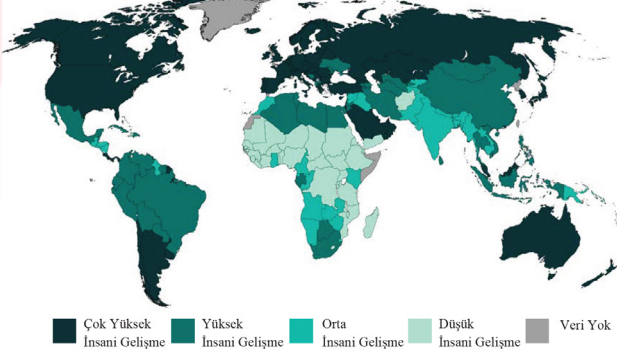 Çok Yüksek
İnsani Gelişme
Yüksek
İnsani Gelişme
Orta
İnsani Gelişme
Düşük
İnsani Gelişme
Veri Yok